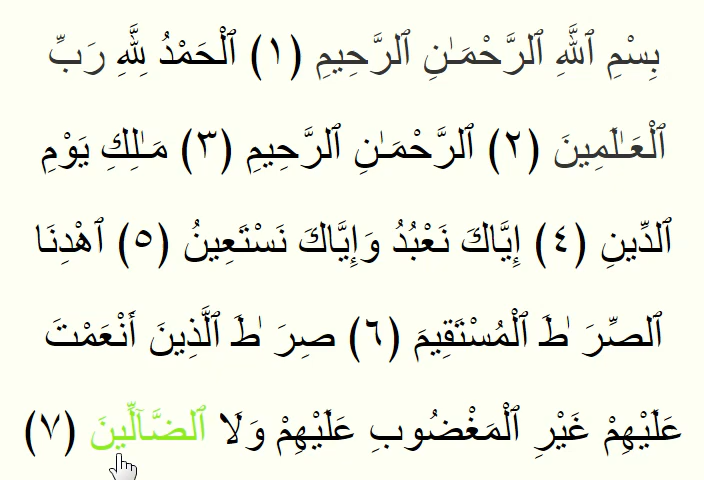 بِسْمِ ٱللَّهِ ٱلرَّحْمَـٰنِ ٱلرَّحِيمِ (١) ٱلْحَمْدُ لِلَّهِ رَبِّ
ٱلْعَـٰلَمِينَ (٢) ٱلرَّحْمَـٰنِ ٱلرَّحِيمِ (٣) مَـٰلِكِ يَوْمِ
ٱلدِّينِ (٤) إِيَّاكَ نَعْبُدُ وَإِيَّاكَ نَسْتَعِينُ (٥) ٱهْدِنَا
ٱلصِّرَ ٰطَ ٱلْمُسْتَقِيمَ (٦) صِرَ ٰطَ ٱلَّذِينَ أَنْعَمْتَ
عَلَيْهِمْ غَيْرِ ٱلْمَغْضُوبِ عَلَيْهِمْ وَلَا ٱلضَّآلِّينَ (٧)